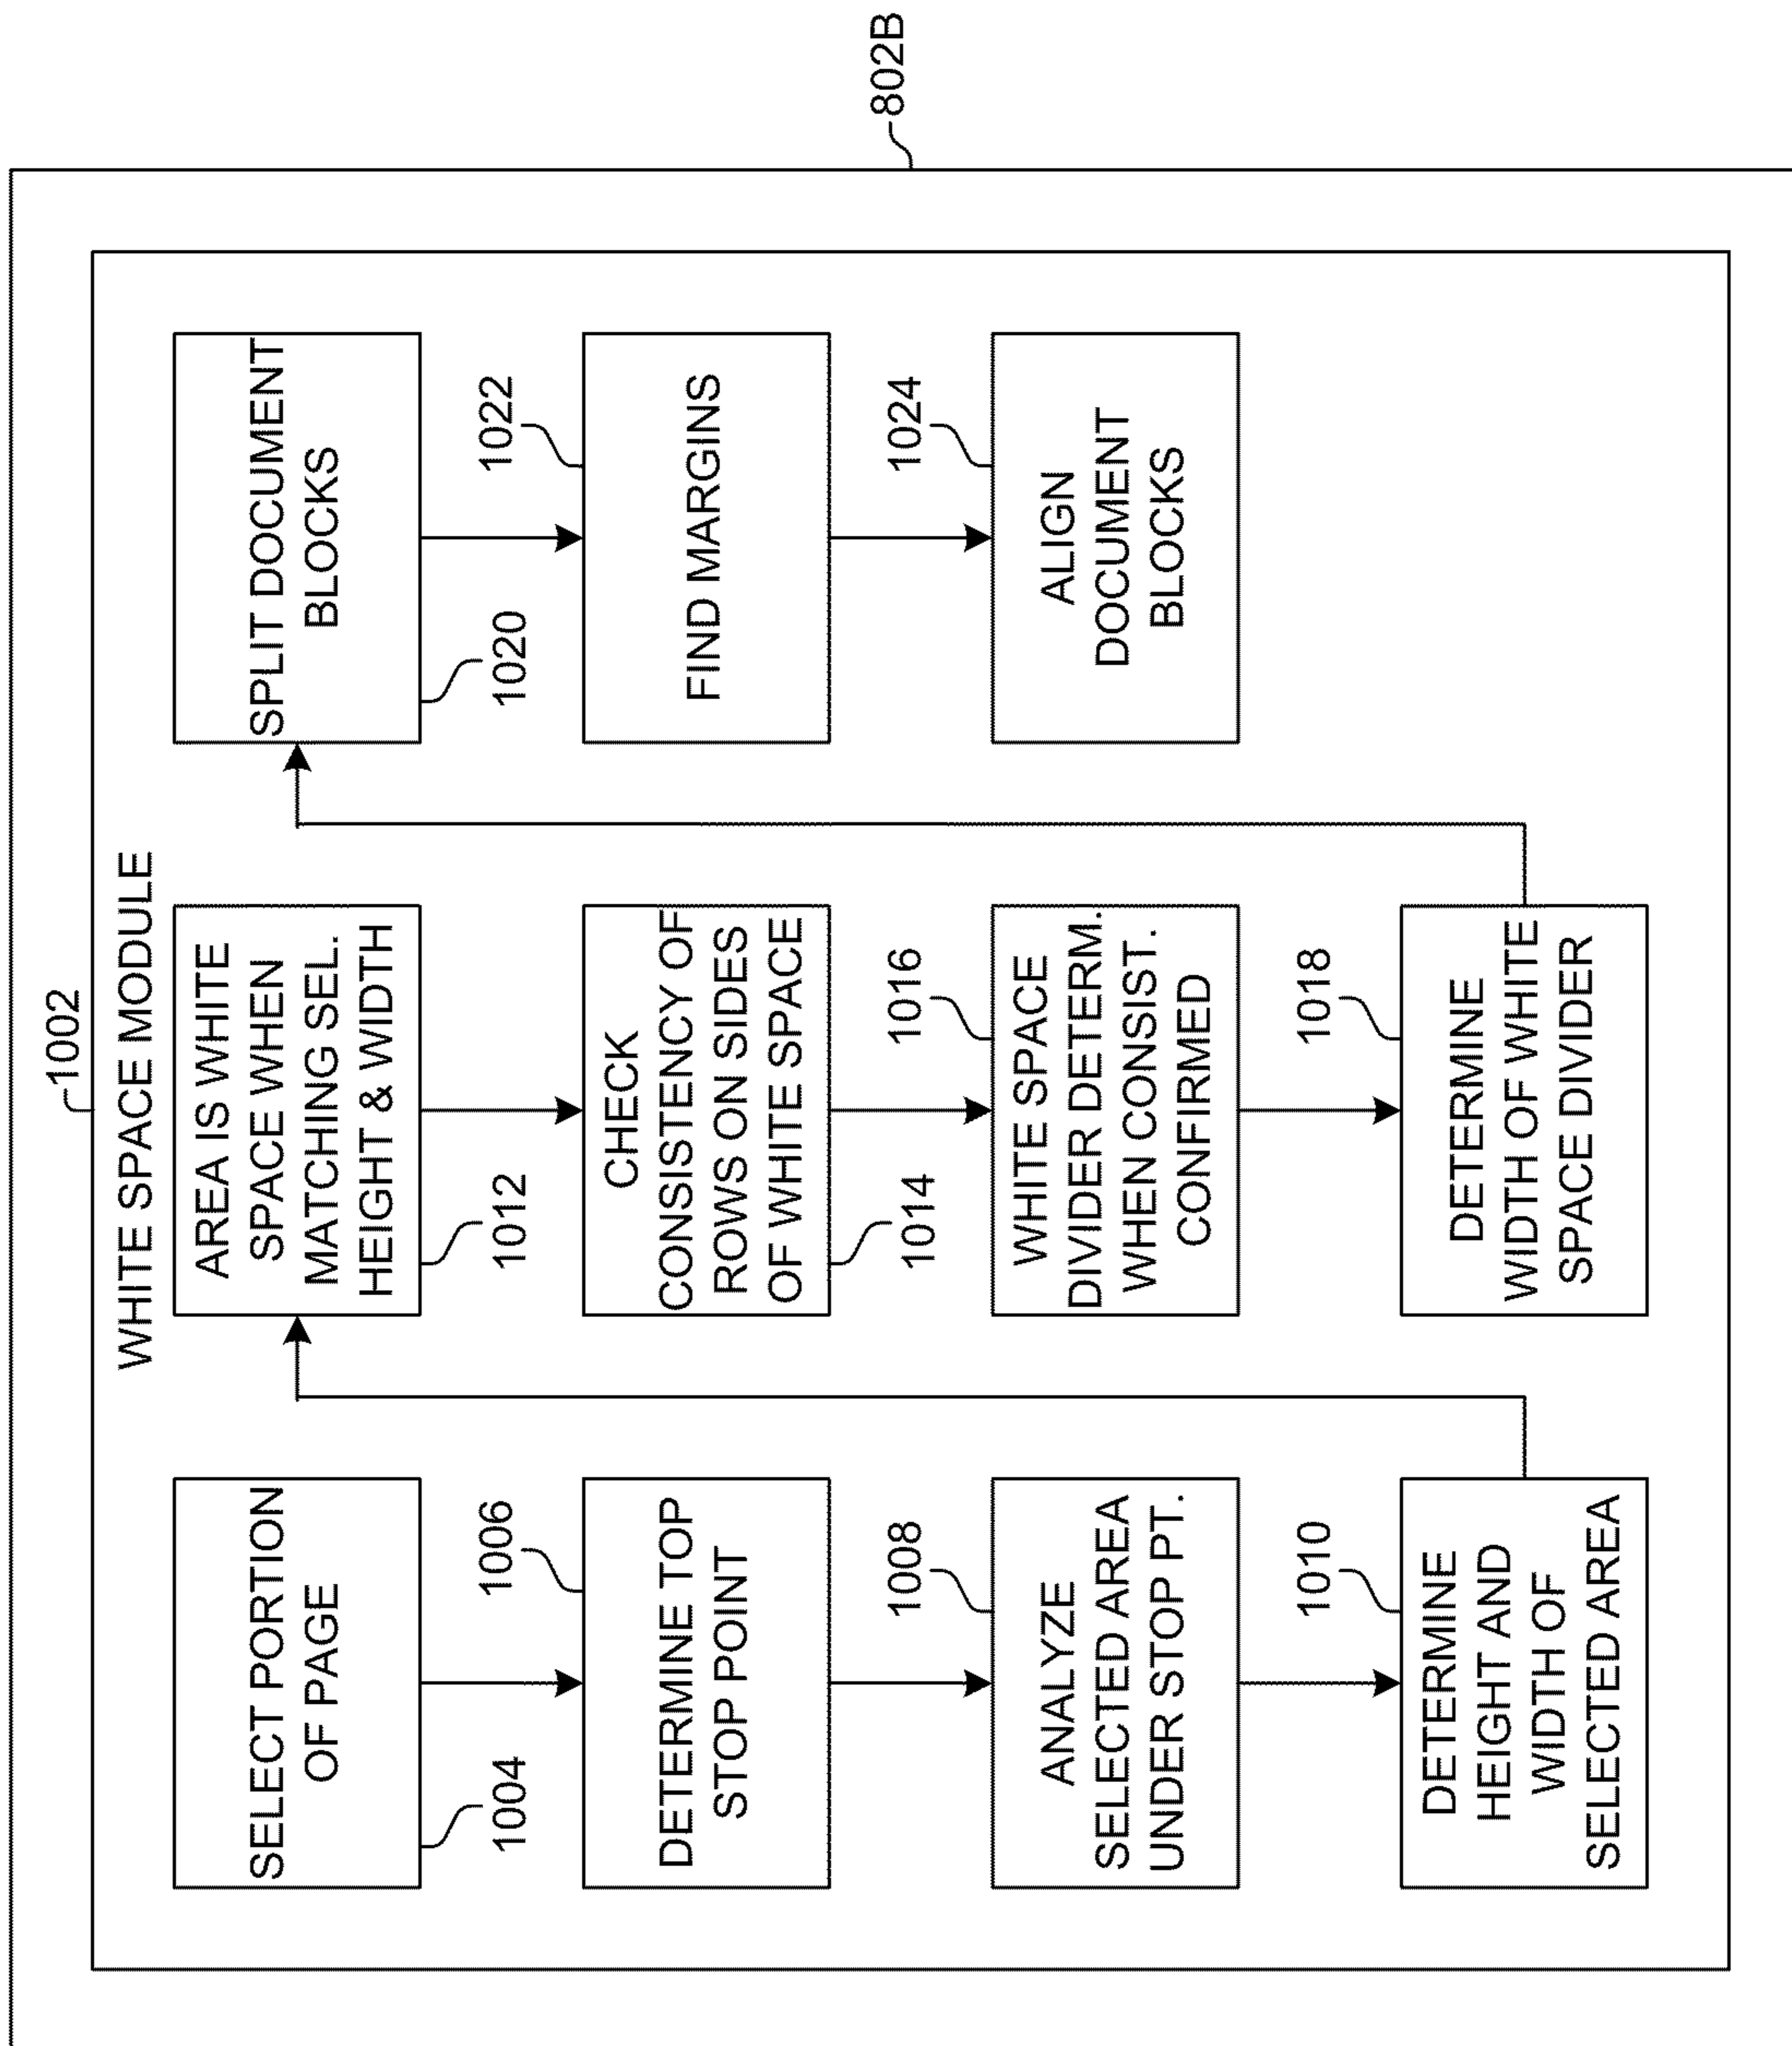 1002
WHITE SPACE MODULE
802B
SELECT PORTION
OF PAGE
1004
1006
DETERMINE TOP
STOP POINT
1008
ANALYZE
SELECTED AREA
UNDER STOP PT.
1010
DETERMINE
HEIGHT AND
WIDTH OF
SELECTED AREA
AREA IS WHITE
SPACE WHEN
MATCHING SEL.
HEIGHT & WIDTH
1012
CHECK
CONSISTENCY OF
ROWS ON SIDES
OF WHITE SPACE
1014
1016
WHITE SPACE
DIVIDER DETERM.
WHEN CONSIST.
CONFIRMED
1018
DETERMINE
WIDTH OF WHITE
SPACE DIVIDER
SPLIT DOCUMENT
BLOCKS
1020
1022
FIND MARGINS
1024
ALIGN
DOCUMENT
BLOCKS